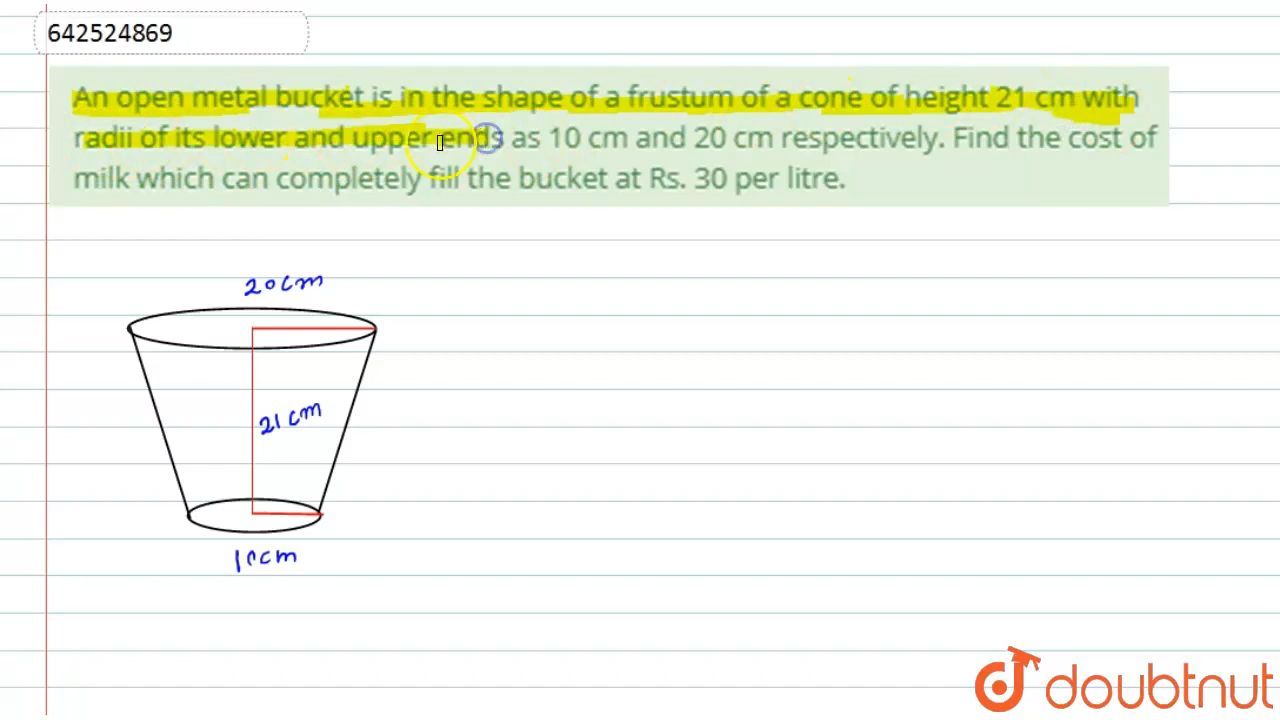 642524869
An open metal bucket is in the shape of a frustum of a cone of height 21 cm with
radii of its lower and upper ends as 10 cm and 20 cm respectively. Find the cost of
milk which can completely fill the bucket at Rs. 30 per litre.
20cm
21cm
10cm
doubtnut